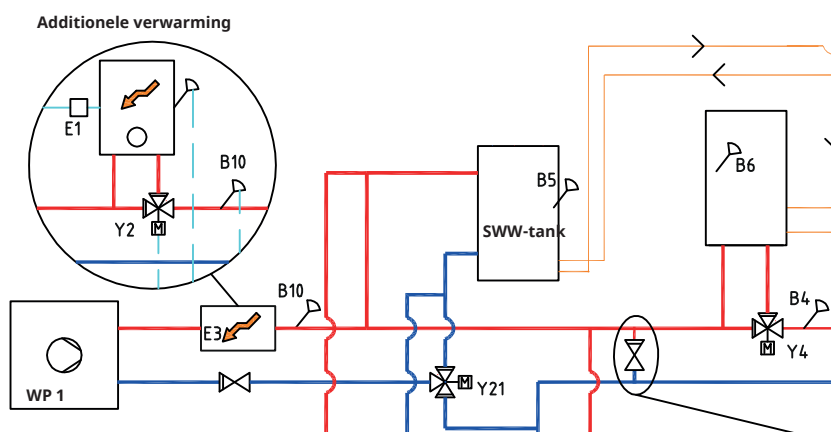 Additionele verwarming
E1
B10
Y2
B5
B6
SWW-tank
B10
B4
E3
Y4
WP 1
M
Y21
M
M